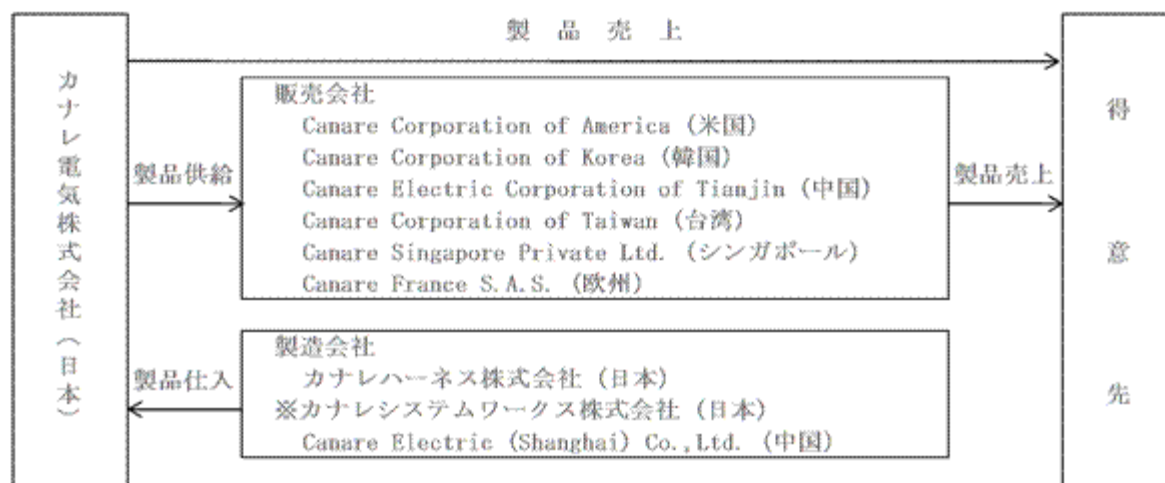 カナレ電気株式会社（日本）
製品売上
製品供給
販売会社
Canare Corporation of America (米国)
Canare Corporation of Korea (韓国)
Canare Electric Corporation of Tianjin (中国)
Canare Corporation of Taiwan (台湾)
Canare Singapore Private Ltd. (シンガポール)
Canare France S.A.S. (欧州)
製品売上
製品仕入
製造会社
カナレハーネス株式会社 (日本)
※カナレシステムワークス株式会社 (日本)
Canare Electric (Shanghai) Co.,Ltd. (中国)
得意先